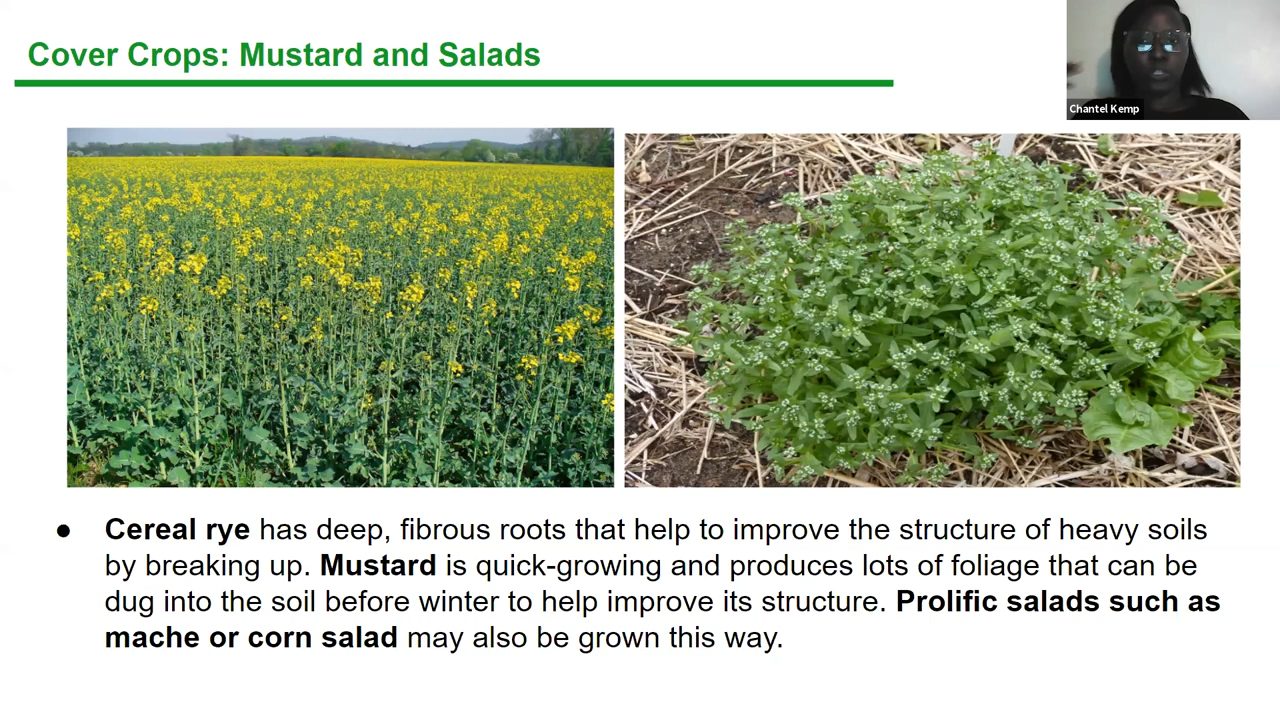 Cover Crops: Mustard and Salads
Chantel Kemp
● Cereal rye has deep, fibrous roots that help to improve the structure of heavy soils
by breaking up. Mustard is quick-growing and produces lots of foliage that can be
dug into the soil before winter to help improve its structure. Prolific salads such as
mache or corn salad may also be grown this way.